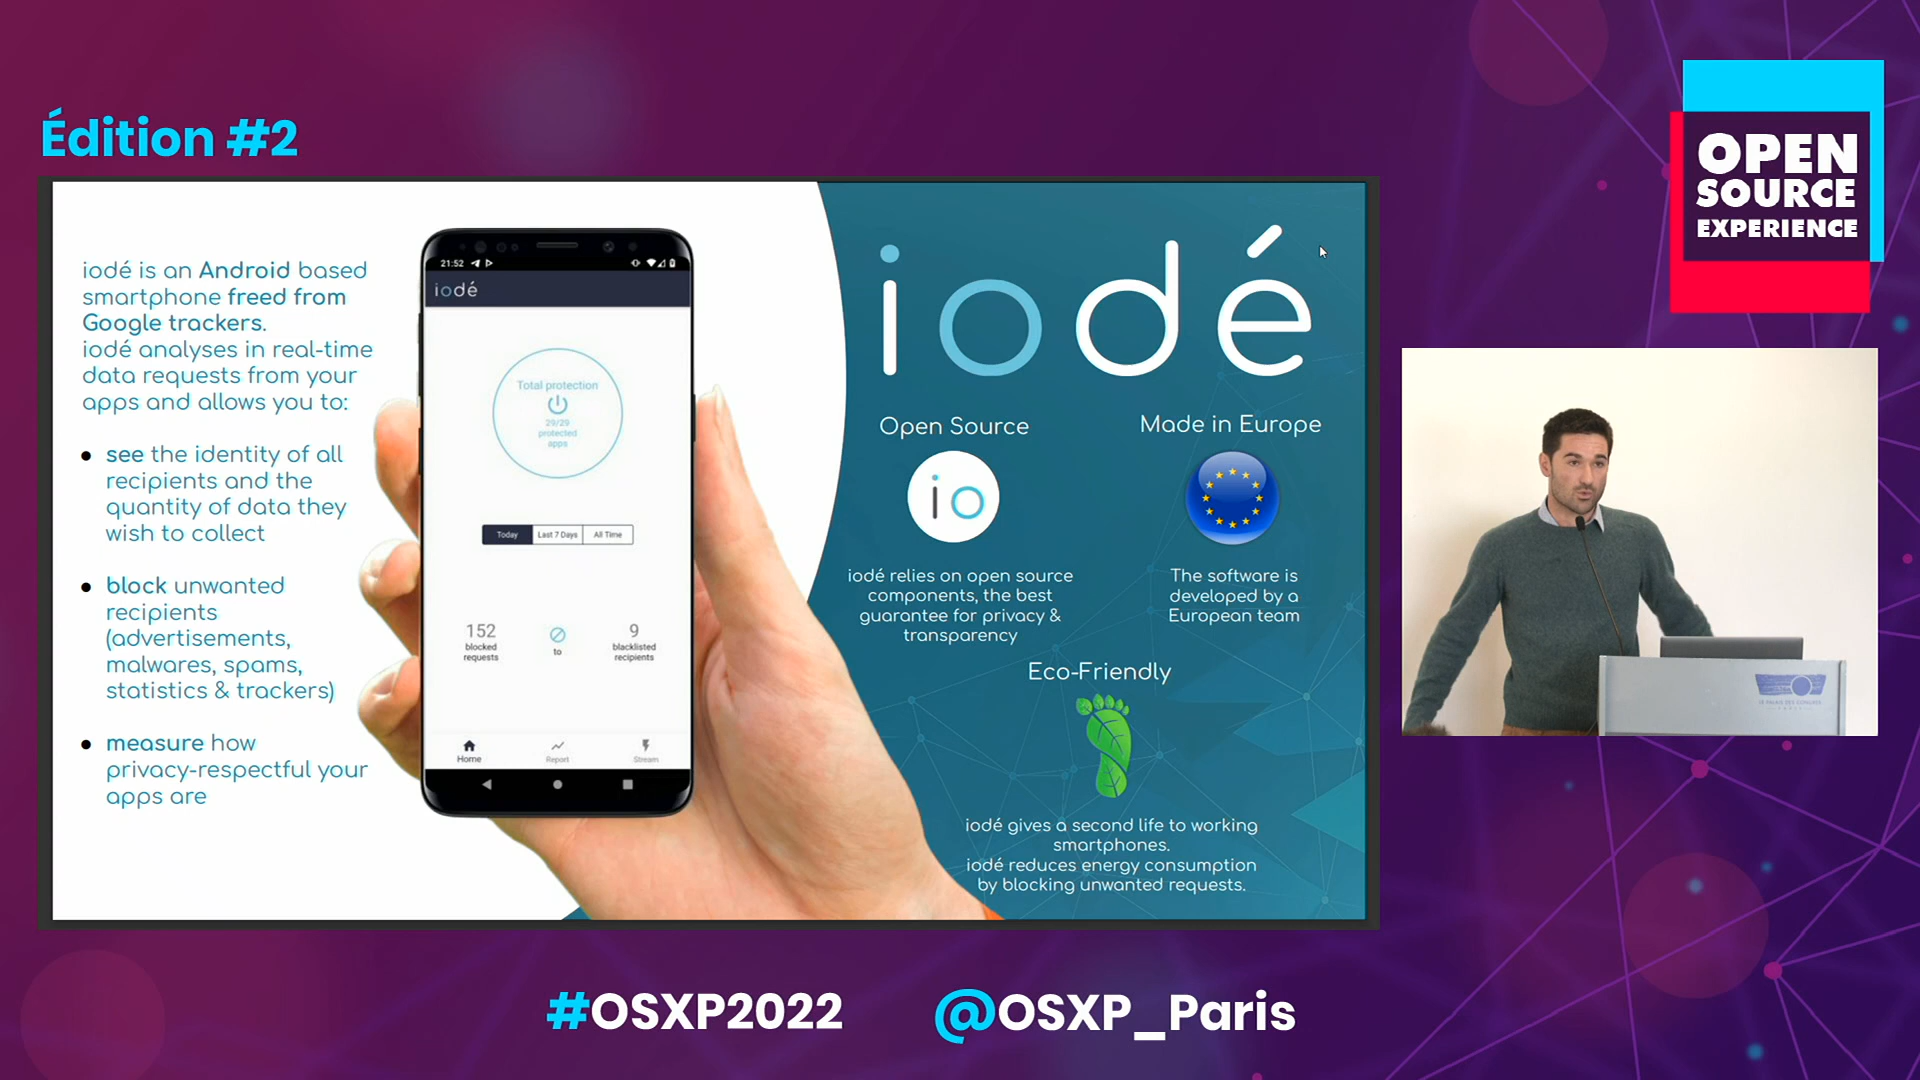 Édition #2
OPEN
SOURCE
EXPERIENCE
iodé is an Android based
smartphone freed from
Google trackers.
iodé analyses in real-time
data requests from your
apps and allows you to:
● see the identity of all
recipients and the
quantity of data they
wish to collect
● block unwanted
recipients
(advertisements,
malwares, spams,
statistics & trackers)
● measure how
privacy-respectful your
apps are
21:52
iodé
Total protection
29/29
protected
apps
Today Last 7 Days All Time
152
blocked
requests
to
9
blacklisted
recipients
Home Report Stream
iodé
Open Source
io
iodé relies on open source
components, the best
guarantee for privacy &
transparency
Made in Europe
The software is
developed by a
European team
Eco-Friendly
iodé gives a second life to working
smartphones.
iodé reduces energy consumption
by blocking unwanted requests.
#OSXP2022 @OSXP_Paris